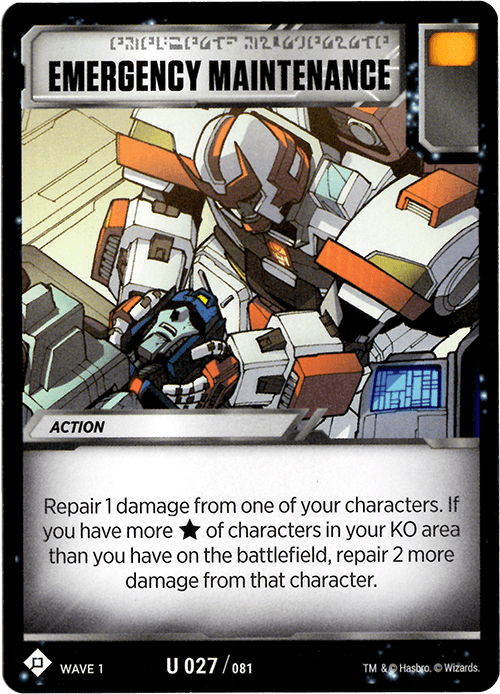 EMERGENCY MAINTENANCE
ACTION
Repair 1 damage from one of your characters. If
you have more ★ of characters in your KO area
than you have on the battlefield, repair 2 more
damage from that character.
WAVE 1 U 027 / 081 TM & © Hasbro. © Wizards.